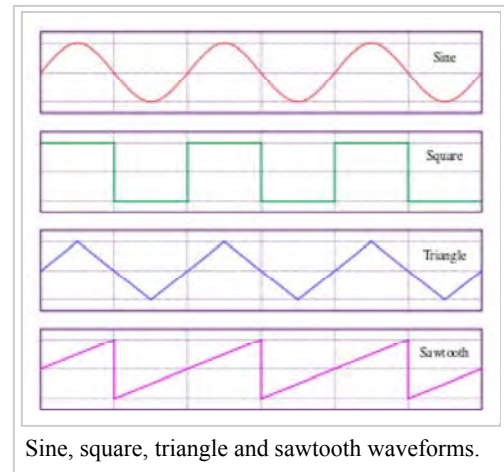 Sine
Square
Triangle
Sawtooth
Sine, square, triangle and sawtooth waveforms.